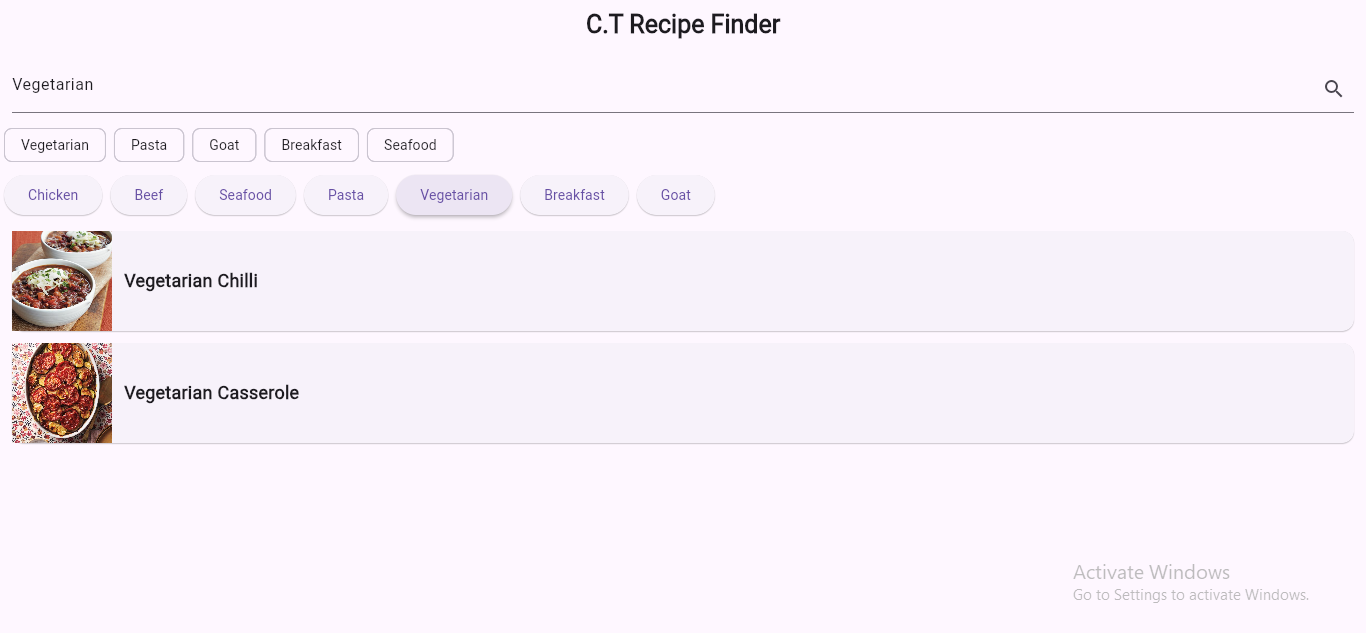 C.T Recipe Finder
Vegetarian
Vegetarian Pasta Goat Breakfast Seafood
Chicken Beef Seafood Pasta Vegetarian Breakfast Goat
Vegetarian Chilli
Vegetarian Casserole
Activate Windows
Go to Settings to activate Windows.